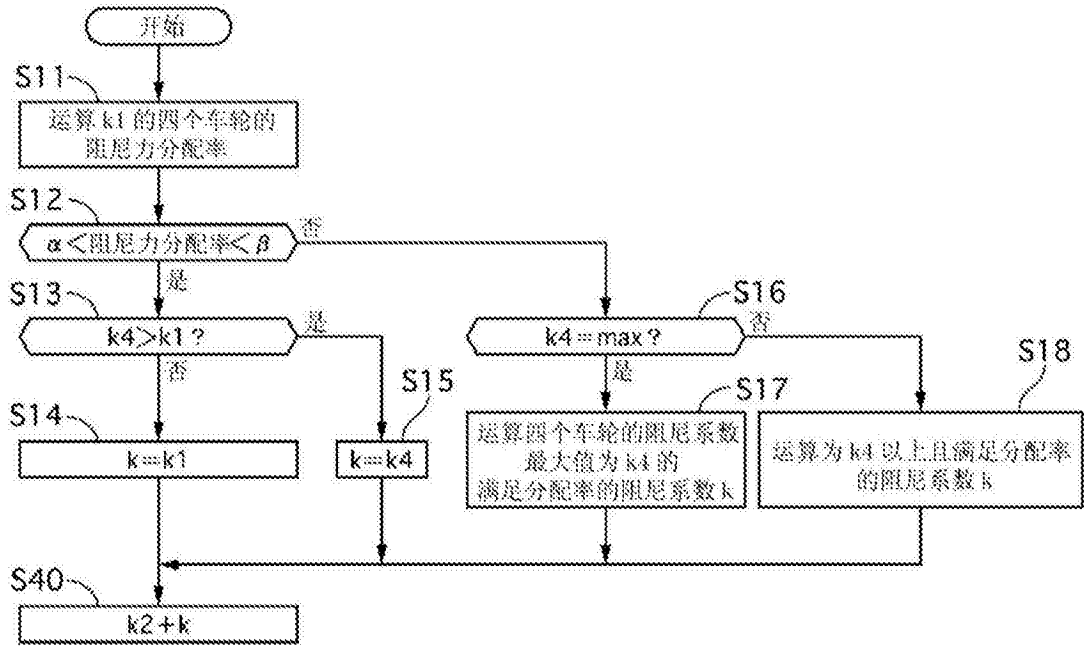 开始
S11
运算k1的四个车轮的
阻尼力分配率
S12
α<阻尼力分配率<β
否
是
S13
k4>k1?
是
否
S16
k4=max?
否
是
S14
k=k1
S15
k=k4
S17
运算四个车轮的阻尼系数
最大值为k4的
满足分配率的阻尼系数k
S18
运算为k4以上且满足分配率
的阻尼系数k
S40
k2+k